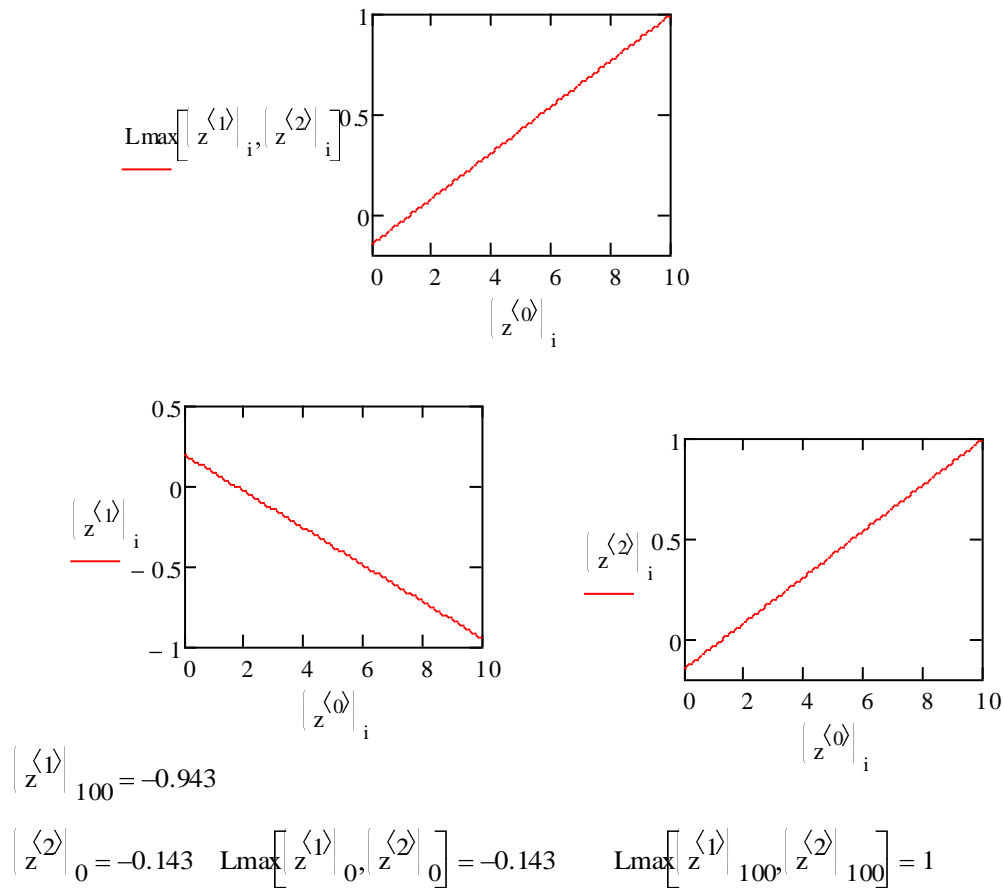 1
0.5
Lmax[(z⟨1⟩)i,(z⟨2⟩)i]
0
0 2 4 6 8 10
(z⟨0⟩)i
0.5
0
(z⟨1⟩)i
− 0.5
− 1
0 2 4 6 8 10
(z⟨0⟩)i
1
(z⟨2⟩)i
0.5
0
0 2 4 6 8 10
(z⟨0⟩)i
(z⟨1⟩)100 = −0.943
(z⟨2⟩)0 = −0.143 Lmax[(z⟨1⟩)0,(z⟨2⟩)0] = −0.143 Lmax[(z⟨1⟩)100,(z⟨2⟩)100] = 1